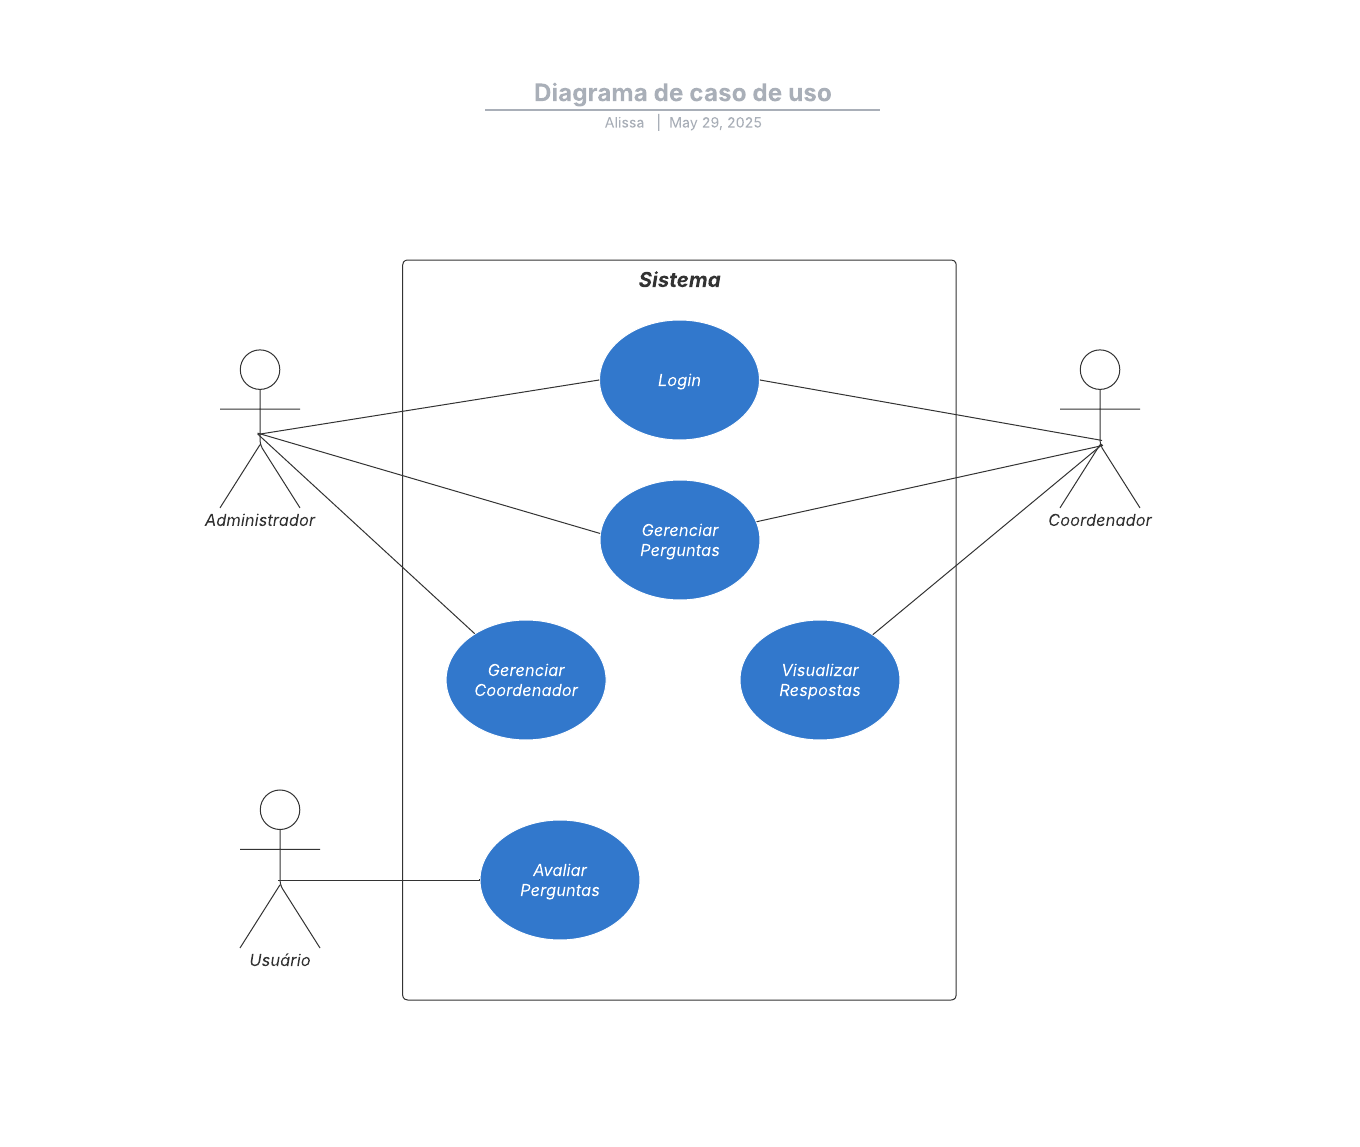 Diagrama de caso de uso
Alissa | May 29, 2025
Sistema
Login
Administrador
Coordenador
Gerenciar
Perguntas
Gerenciar
Coordenador
Visualizar
Respostas
Avaliar
Perguntas
Usuário